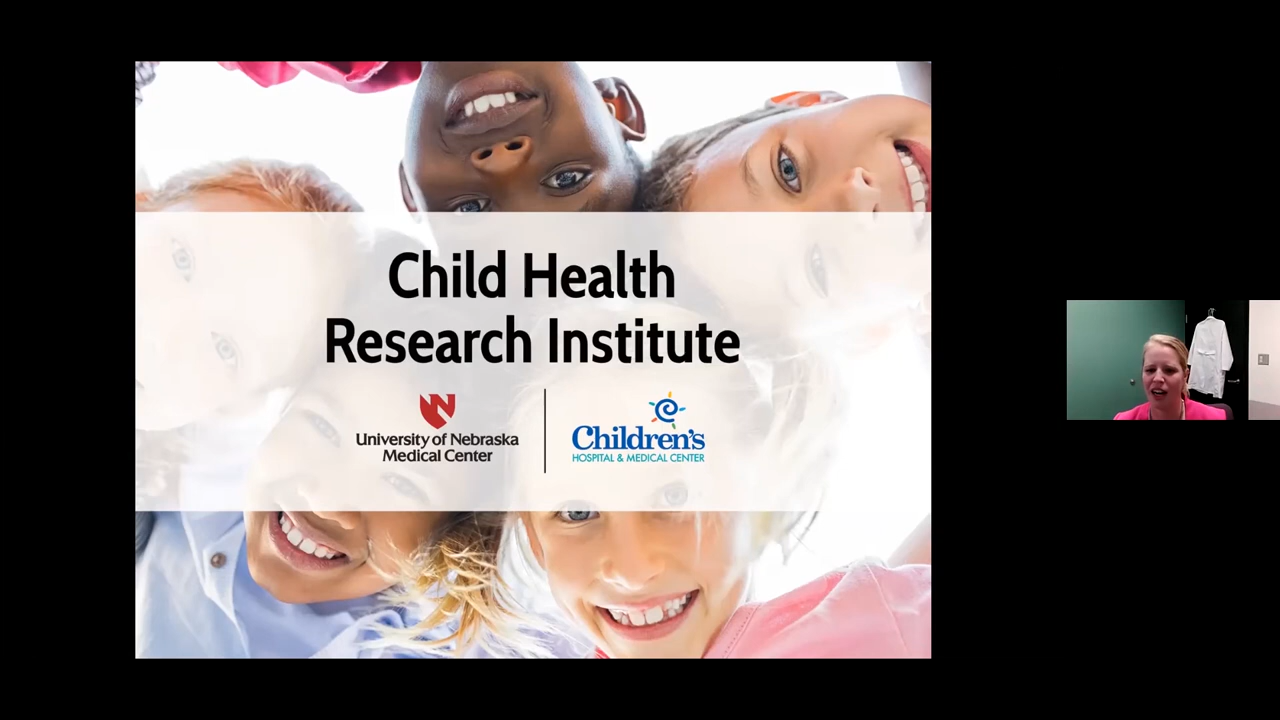 Child Health
Research Institute
University of Nebraska
Medical Center
Children's
HOSPITAL & MEDICAL CENTER